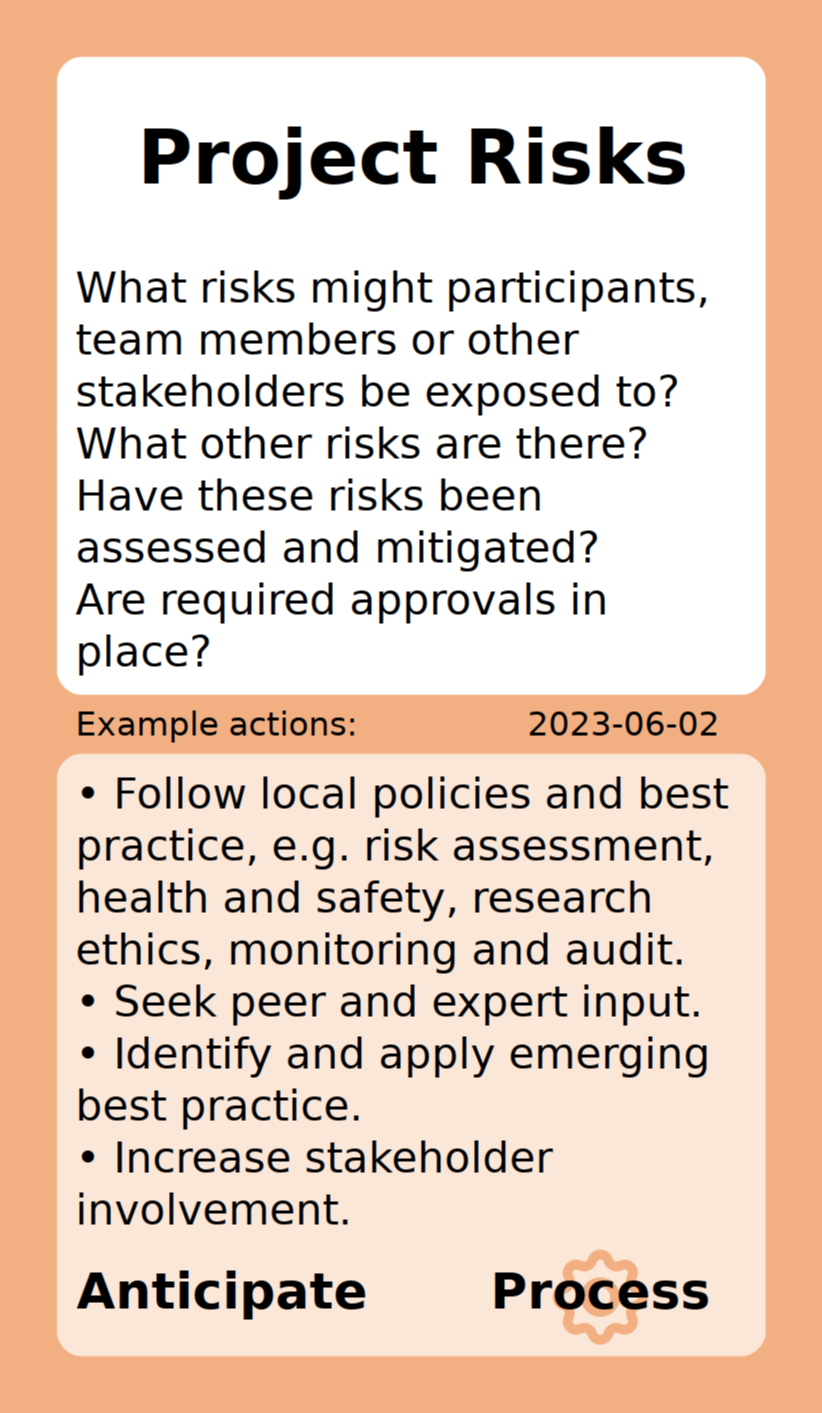 Project Risks
What risks might participants,
team members or other
stakeholders be exposed to?
What other risks are there?
Have these risks been
assessed and mitigated?
Are required approvals in
place?
Example actions: 2023-06-02
• Follow local policies and best
practice, e.g. risk assessment,
health and safety, research
ethics, monitoring and audit.
• Seek peer and expert input.
• Identify and apply emerging
best practice.
• Increase stakeholder
involvement.
Anticipate Process